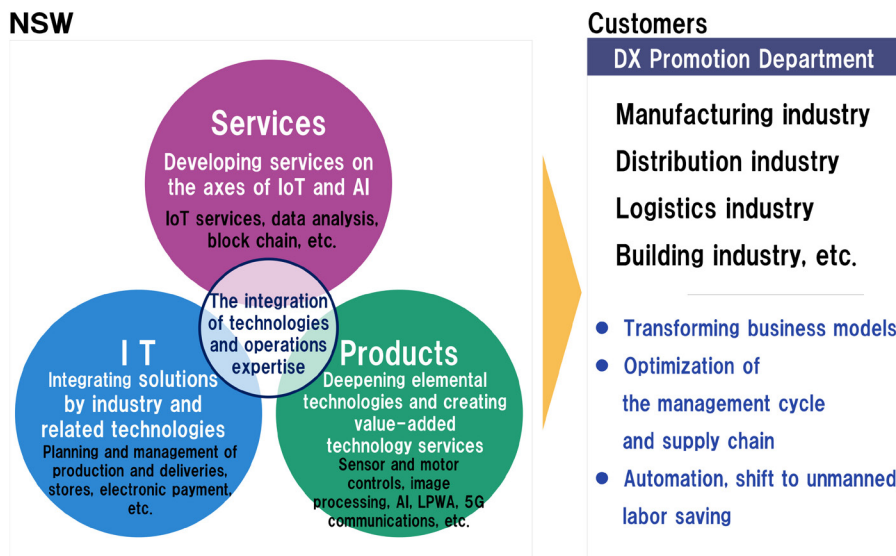 NSW
Services
Developing services on
the axes of IoT and AI
IoT services, data analysis,
block chain, etc.
The integration
of technologies
and operations
expertise
IT
Integrating solutions
by industry and
related technologies
Planning and management of
production and deliveries,
stores, electronic payment,
etc.
Products
Deepening elemental
technologies and creating
value-added
technology services
Sensor and motor
controls, image
processing, AI, LPWA, 5G
communications, etc.
Customers
DX Promotion Department
Manufacturing industry
Distribution industry
Logistics industry
Building industry, etc.
● Transforming business models
● Optimization of
the management cycle
and supply chain
● Automation, shift to unmanned
labor saving